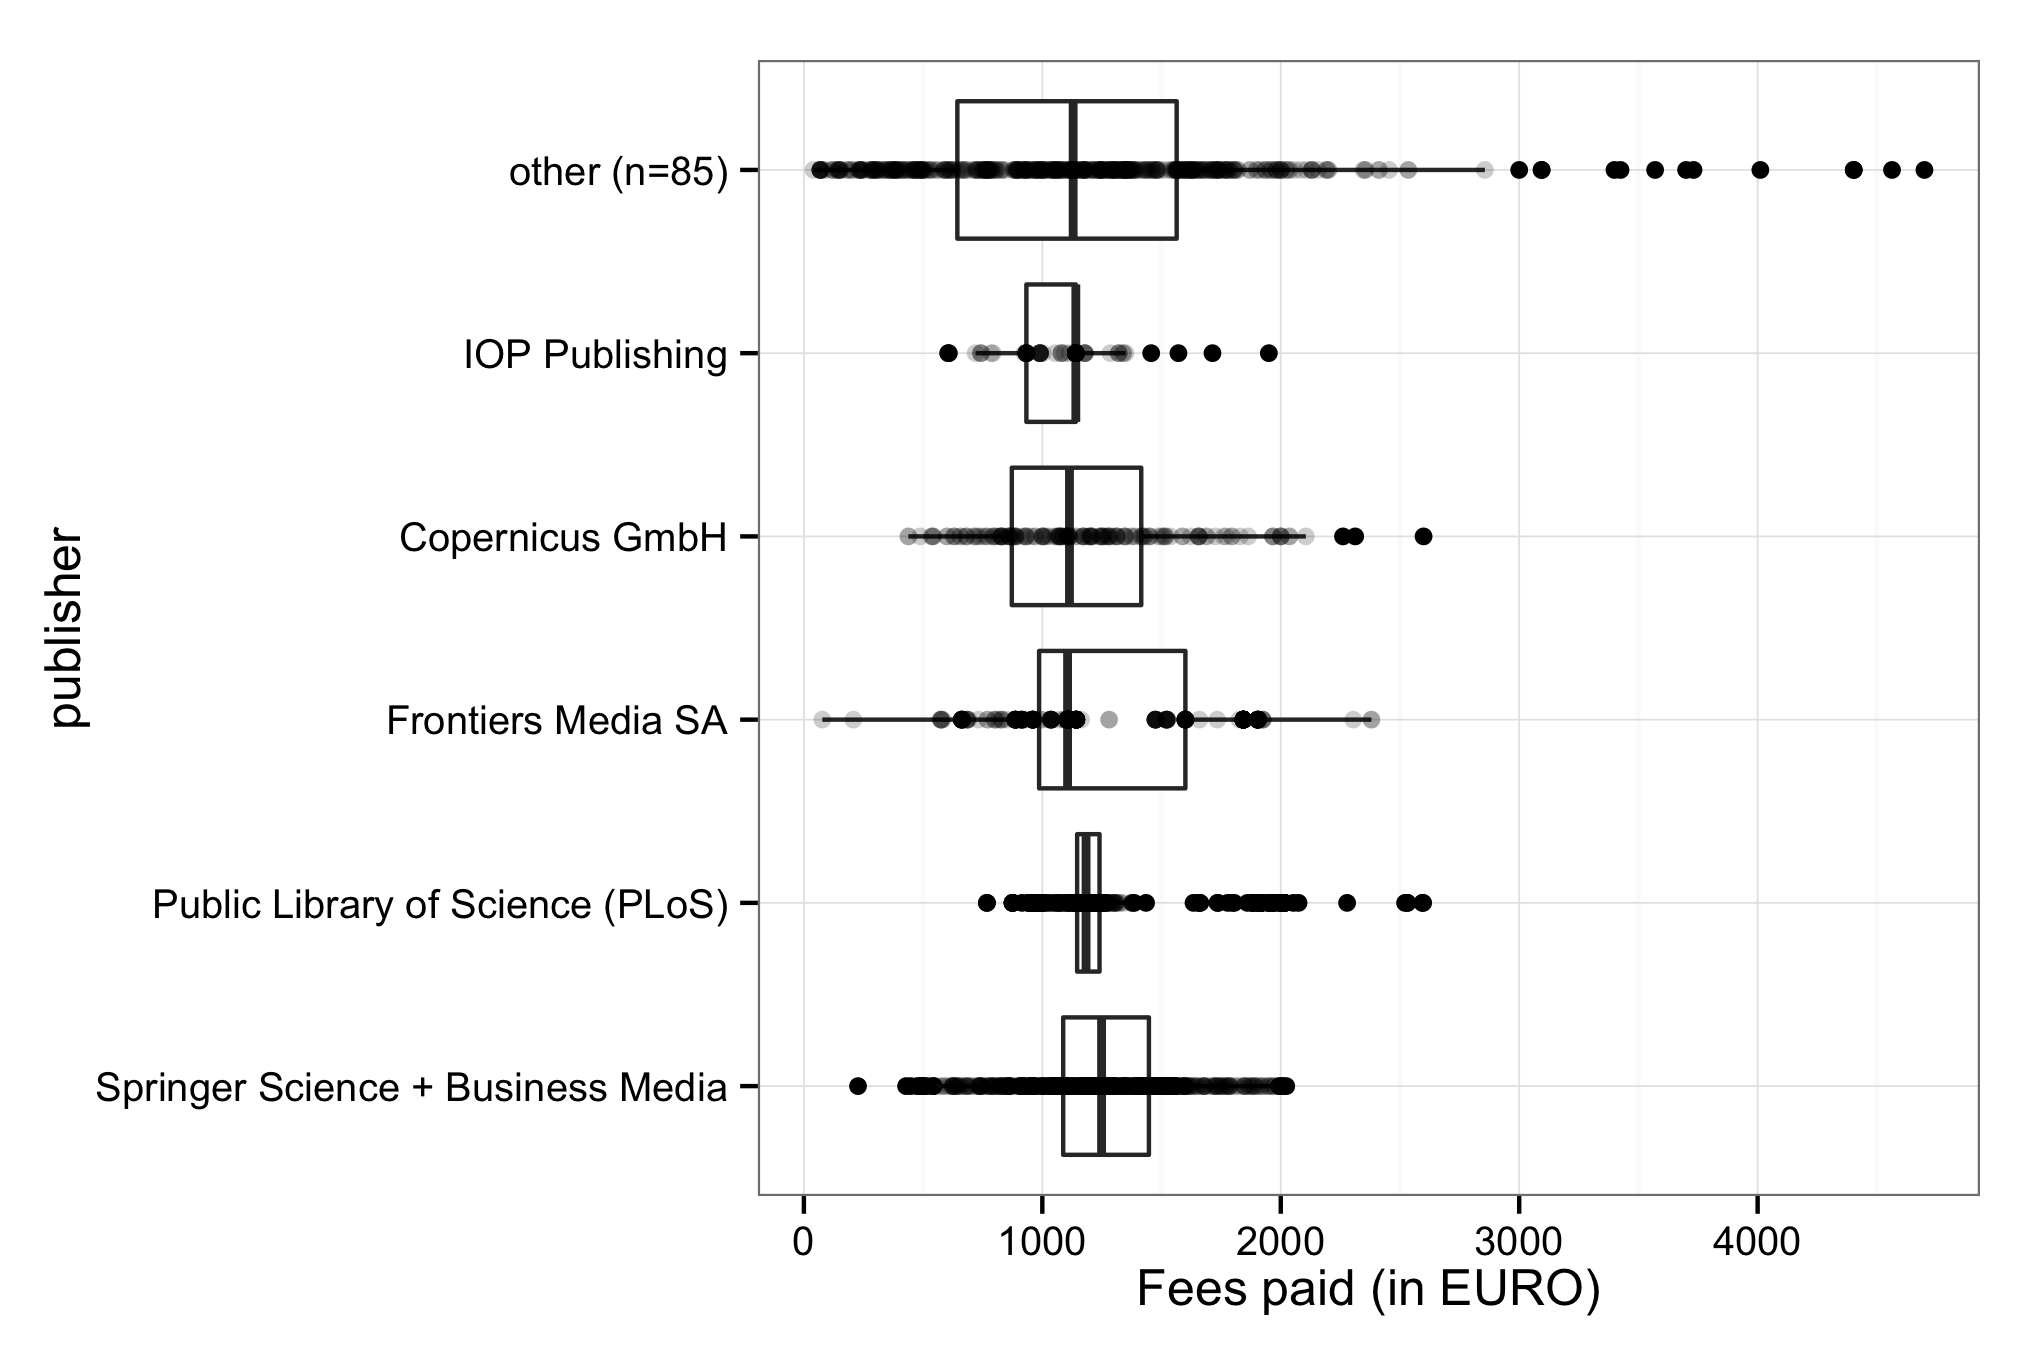 other (n=85)
IOP Publishing
Copernicus GmbH
Frontiers Media SA
Public Library of Science (PLoS)
Springer Science + Business Media
publisher
0 1000 2000 3000 4000
Fees paid (in EURO)